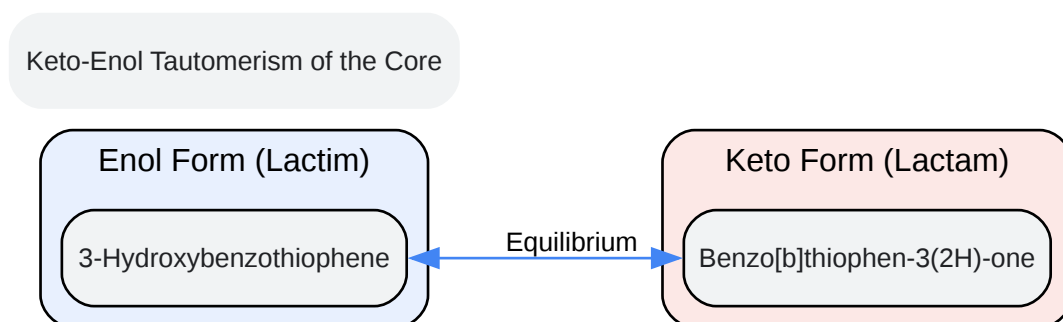 Keto-Enol Tautomerism of the Core
Enol Form (Lactim)
Keto Form (Lactam)
3-Hydroxybenzothiophene
Equilibrium
Benzo[b]thiophen-3(2H)-one